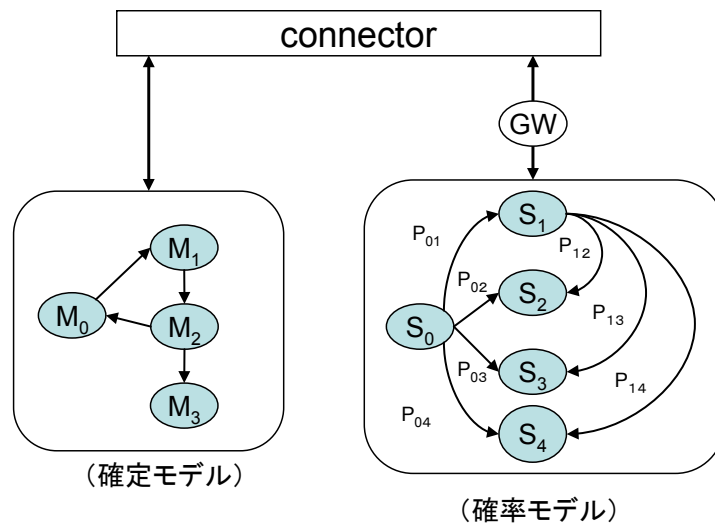 connector
GW
M₁
M₀
M₂
M₃
(確定モデル)
S₁
P₀₁
P₁₂
P₀₂
S₂
S₀
P₁₃
P₀₃
S₃
P₁₄
P₀₄
S₄
(確率モデル)